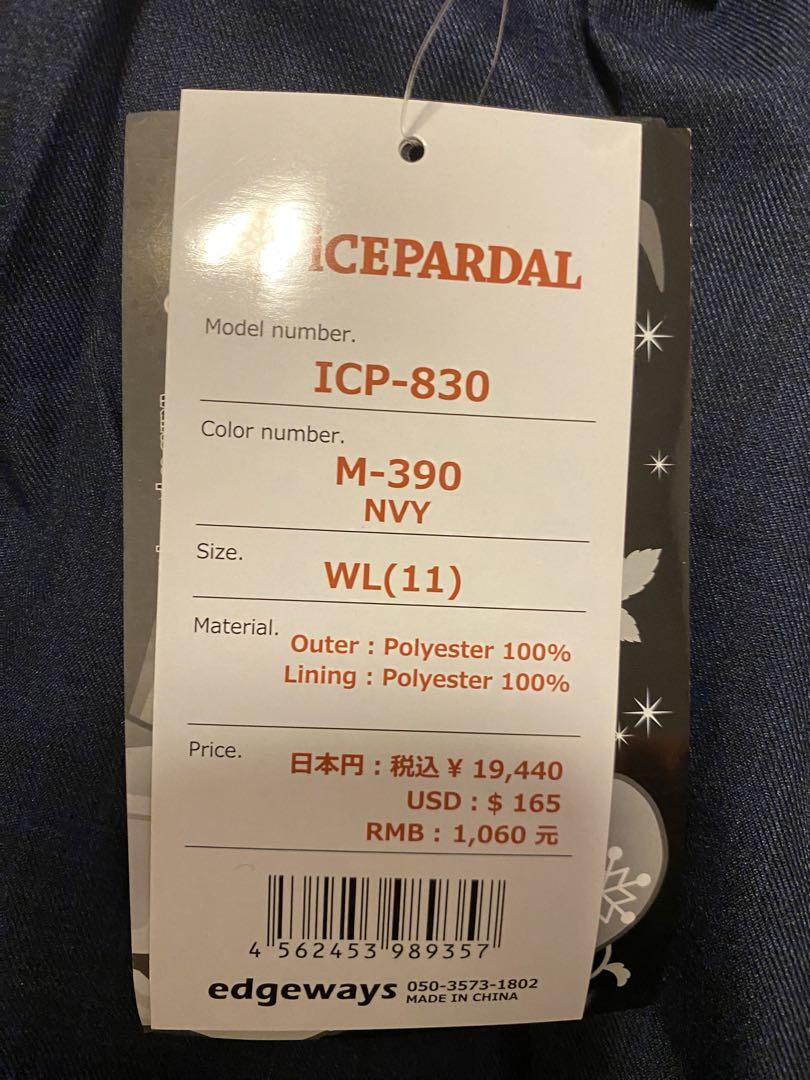 ICEPARDAL
Model number.
ICP-830
Color number.
M-390
NVY
Size.
WL(11)
Material.
Outer : Polyester 100%
Lining : Polyester 100%
Price.
日本円 : 税込 ¥ 19,440
USD : $ 165
RMB : 1,060 元
4 562453 989357
edgeways 050-3573-1802
MADE IN CHINA